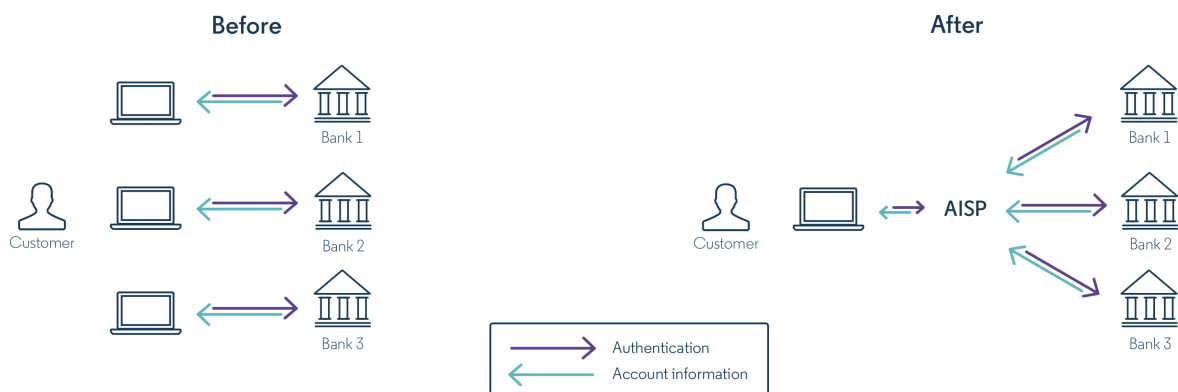 Before
Bank 1
Customer
Bank 2
Bank 3
After
Bank 1
Customer
AISP
Bank 2
Bank 3
Authentication
Account information